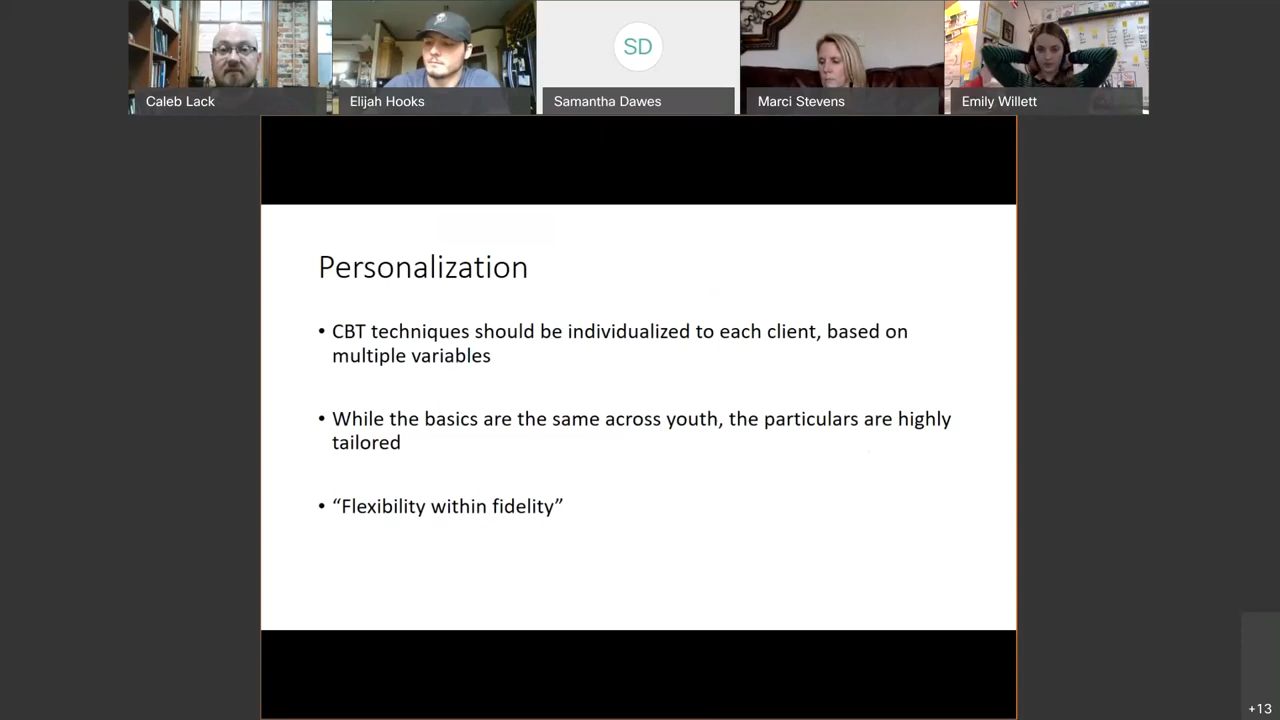 SD
Caleb Lack
Elijah Hooks
Samantha Dawes
Marci Stevens
Emily Willett
Personalization
• CBT techniques should be individualized to each client, based on
multiple variables
• While the basics are the same across youth, the particulars are highly
tailored
• “Flexibility within fidelity”
+13